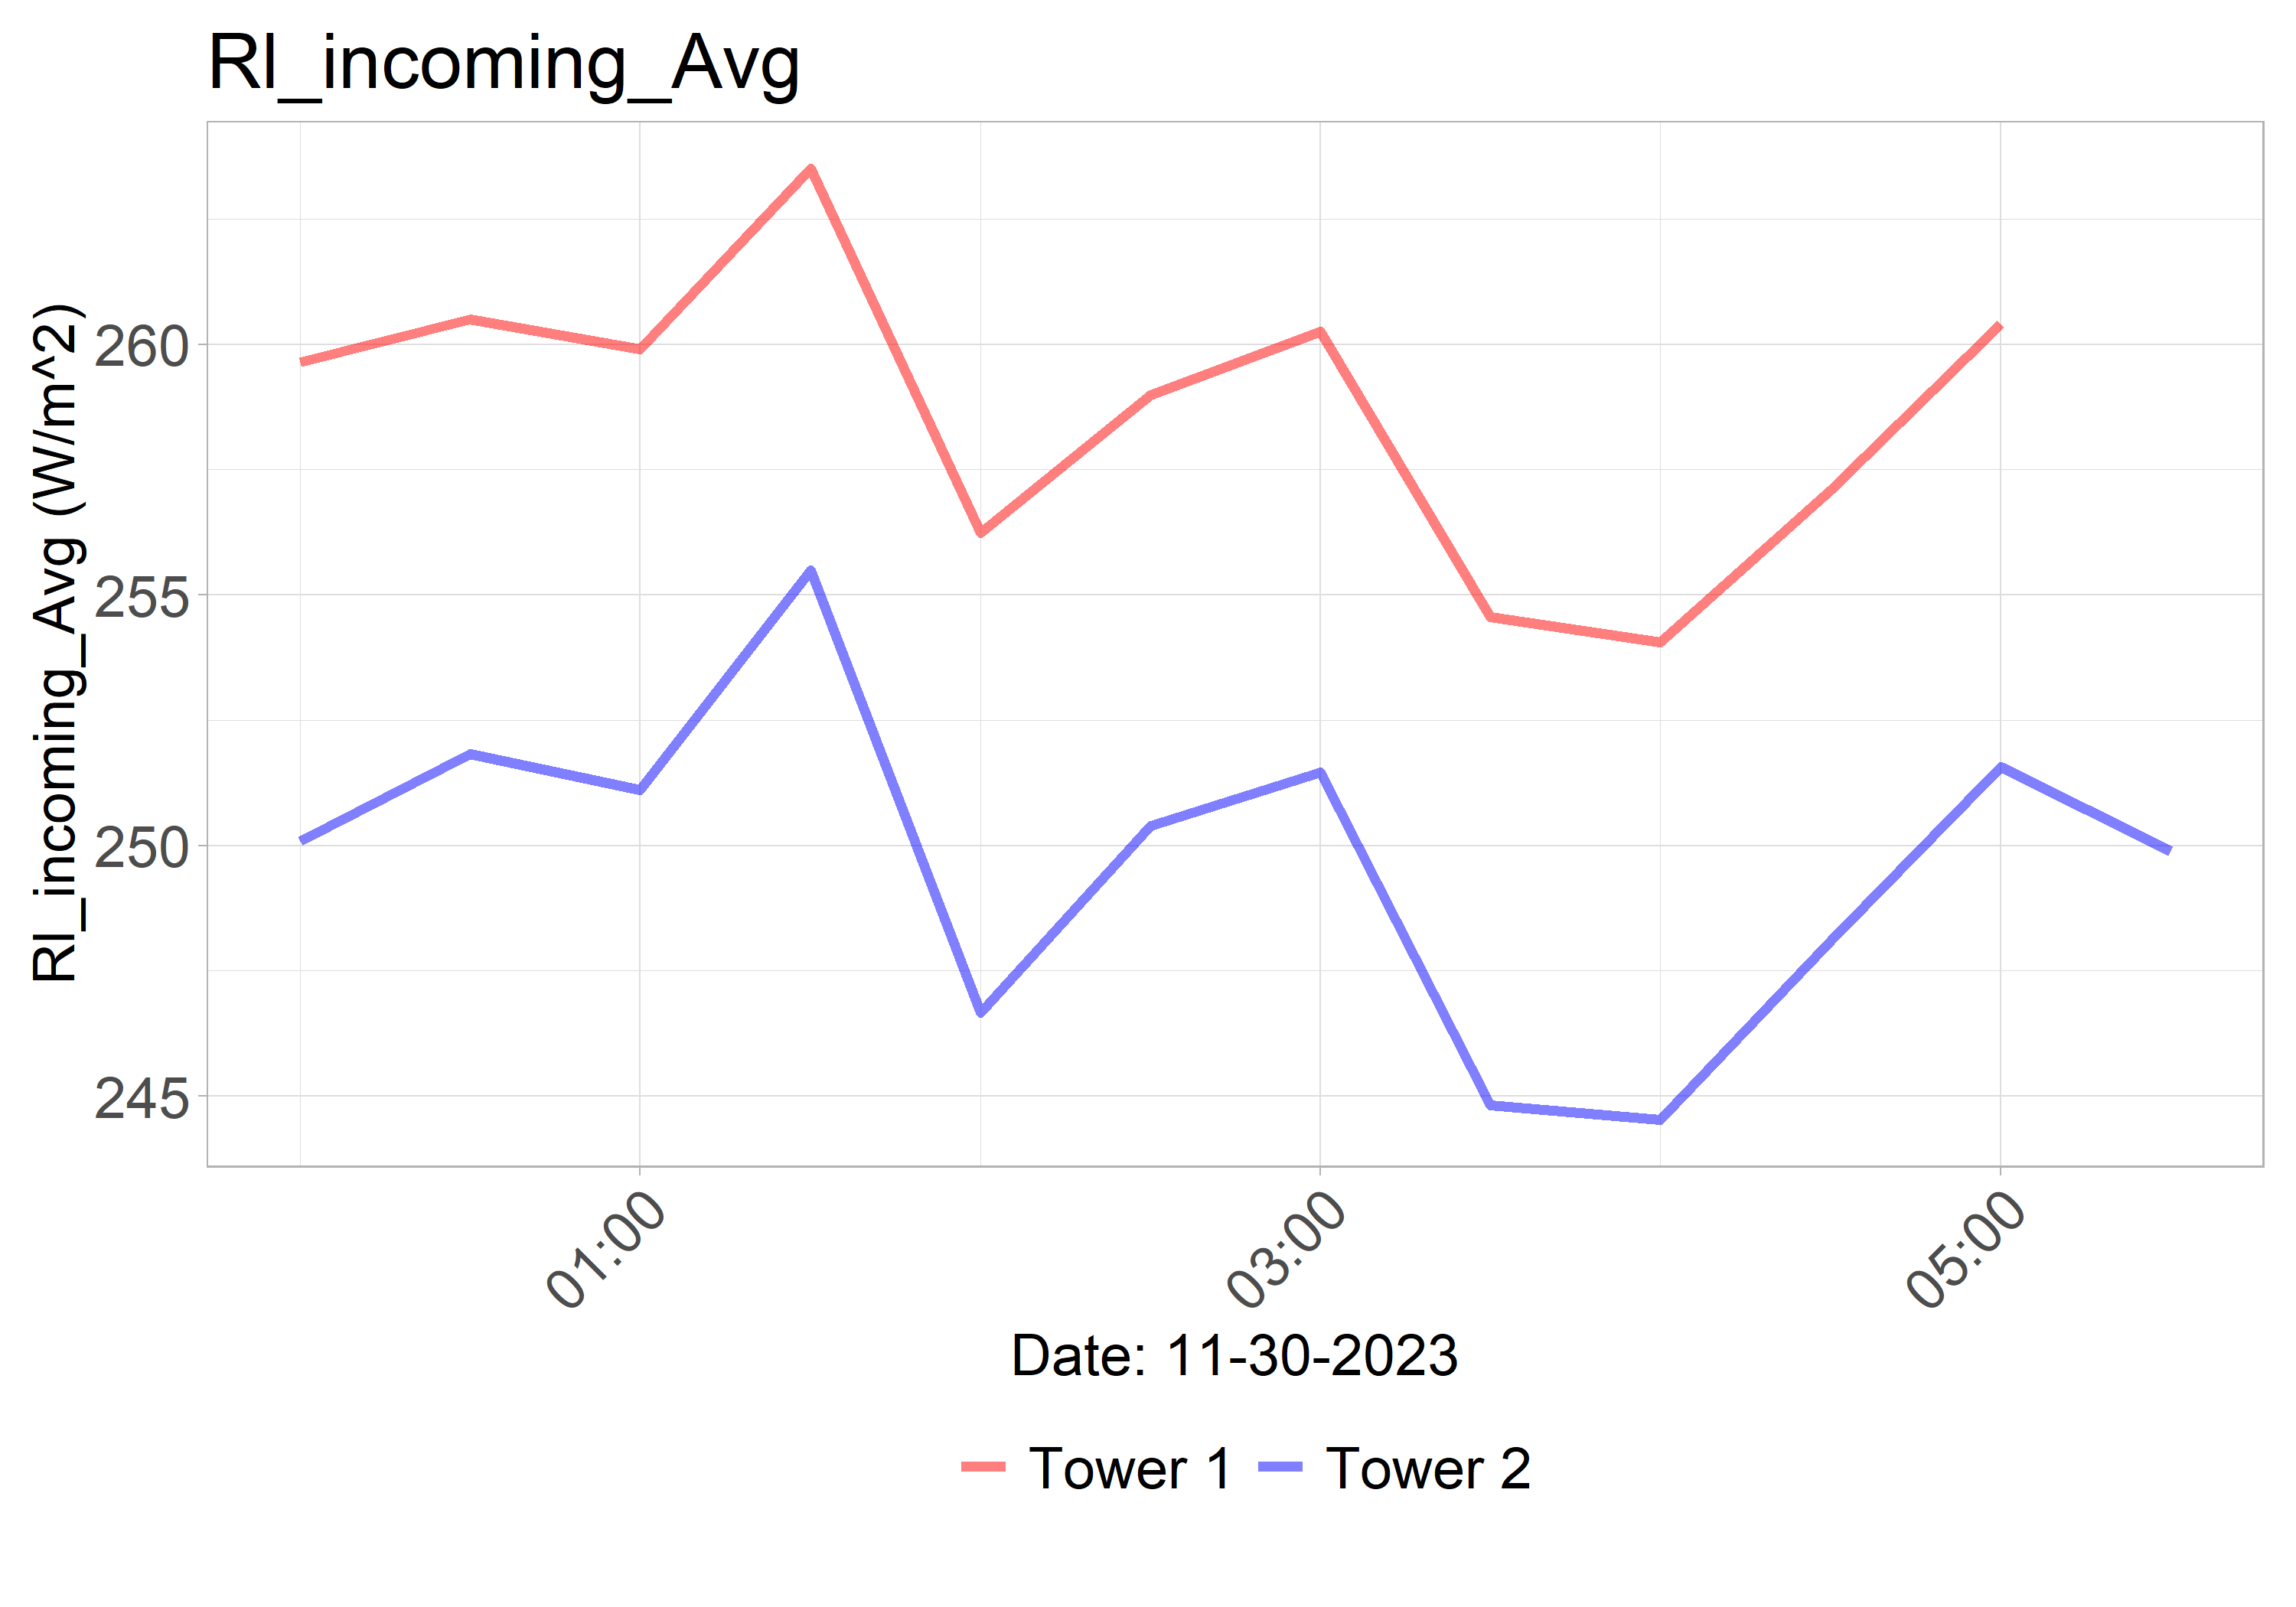 Rl_incoming_Avg
Rl_incoming_Avg (W/m^2)
260
255
250
245
01:00
03:00
05:00
Date: 11-30-2023
Tower 1
Tower 2